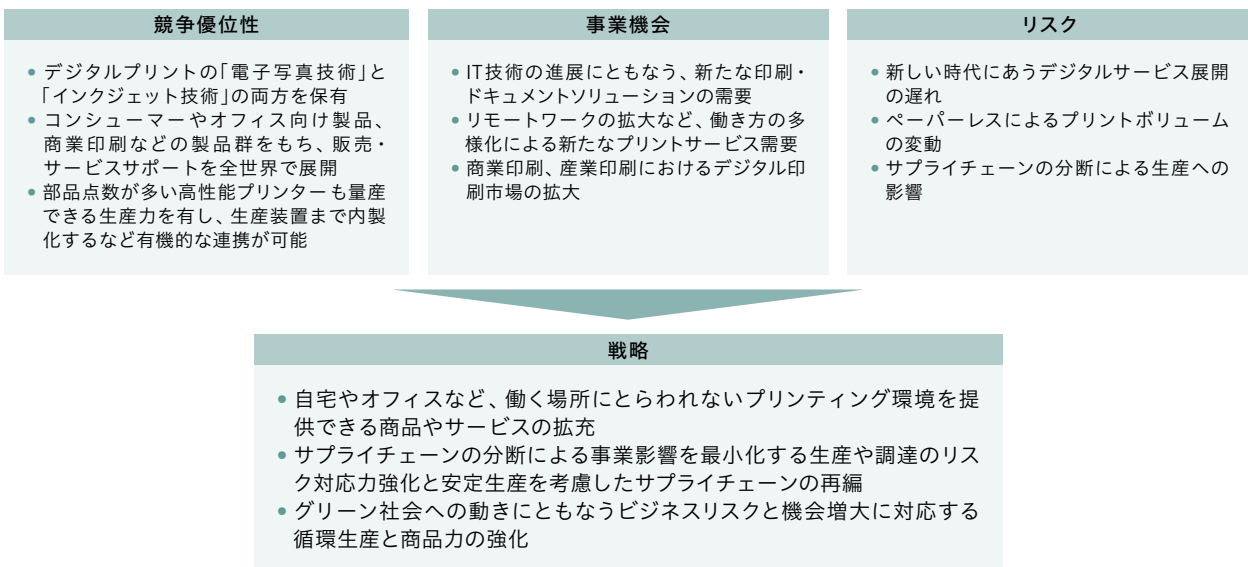 競争優位性
● デジタルプリントの「電子写真技術」と
「インクジェット技術」の両方を保有
● コンシューマーやオフィス向け製品、
商業印刷などの製品群をもち、販売・
サービスサポートを全世界で展開
● 部品点数が多い高性能プリンターも量産
できる生産力を有し、生産装置まで内製
化するなど有機的な連携が可能
事業機会
● IT技術の進展にともなう、新たな印刷・
ドキュメントソリューションの需要
● リモートワークの拡大など、働き方の多
様化による新たなプリントサービス需要
● 商業印刷、産業印刷におけるデジタル印
刷市場の拡大
リスク
● 新しい時代にあうデジタルサービス展開
の遅れ
● ペーパーレスによるプリントボリューム
の変動
● サプライチェーンの分断による生産への
影響
戦略
● 自宅やオフィスなど、働く場所にとらわれないプリンティング環境を提
供できる商品やサービスの拡充
● サプライチェーンの分断による事業影響を最小化する生産や調達のリス
ク対応力強化と安定生産を考慮したサプライチェーンの再編
● グリーン社会への動きにともなうビジネスリスクと機会増大に対応する
循環生産と商品力の強化